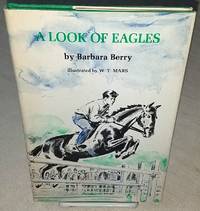 A LOOK OF EAGLES
by Barbara Berry
illustrated by W. T. MARS